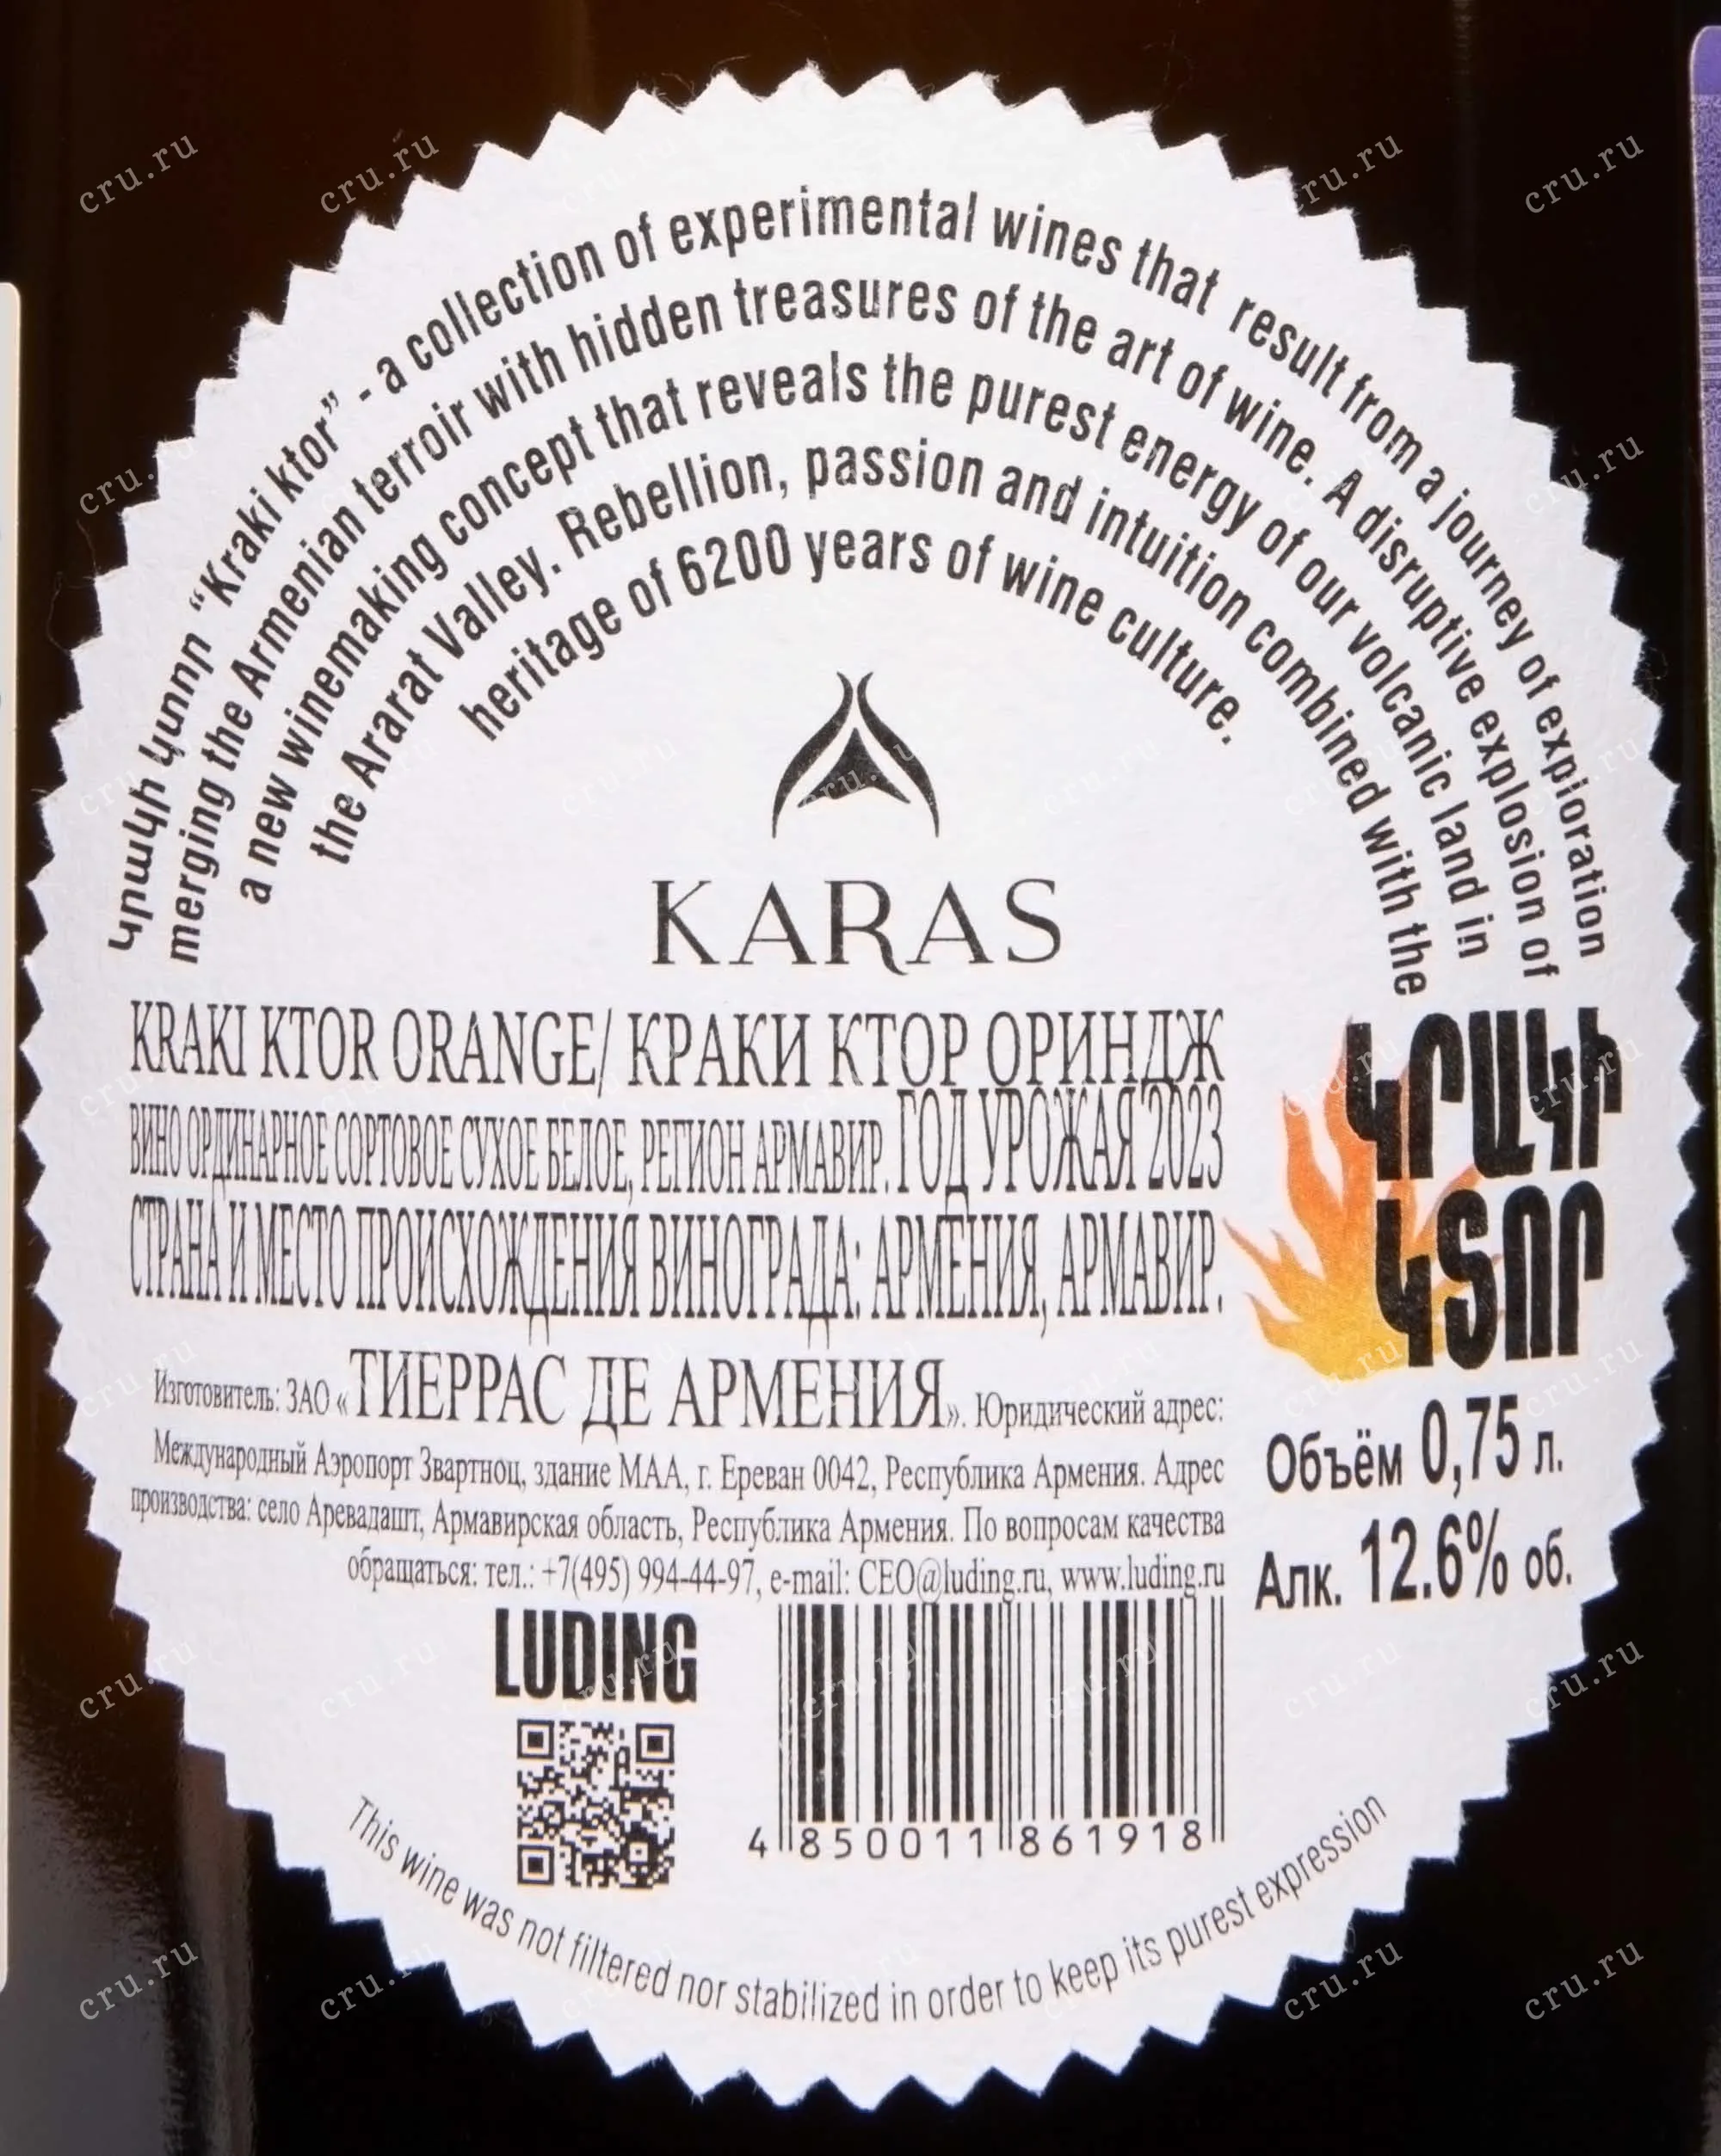 Կրակի կտոր “Kraki ktor” - a collection of experimental wines that result from a journey of exploration
merging the Armenian terroir with hidden treasures of the art of wine. A disruptive explosion of
a new winemaking concept that reveals the purest energy of our volcanic land in
the Ararat Valley. Rebellion, passion and intuition combined with the
heritage of 6200 years of wine culture.
KARAS
KRAKI KTOR ORANGE/ КРАКИ КТОР ОРИНДЖ
ВИНО ОРДИНАРНОЕ СОРТОВОЕ СУХОЕ БЕЛОЕ, РЕГИОН АРМАВИР. ГОД УРОЖАЯ 2023
СТРАНА И МЕСТО ПРОИСХОЖДЕНИЯ ВИНОГРАДА: АРМЕНИЯ, АРМАВИР.
ԿՐԱԿԻ
ԿՏՈՐ
Изготовитель: ЗАО «ТИЕРРАС ДЕ АРМЕНИЯ». Юридический адрес:
Международный Аэропорт Звартноц, здание МАА, г. Ереван 0042, Республика Армения. Адрес
производства: село Аревадашт, Армавирская область, Республика Армения. По вопросам качества
обращаться: тел.: +7(495) 994-44-97, e-mail: CEO@luding.ru, www.luding.ru
Объём 0,75 л.
Алк. 12.6% об.
LUDING
4 850011 861918
This wine was not filtered nor stabilized in order to keep its purest expression
cru.ru